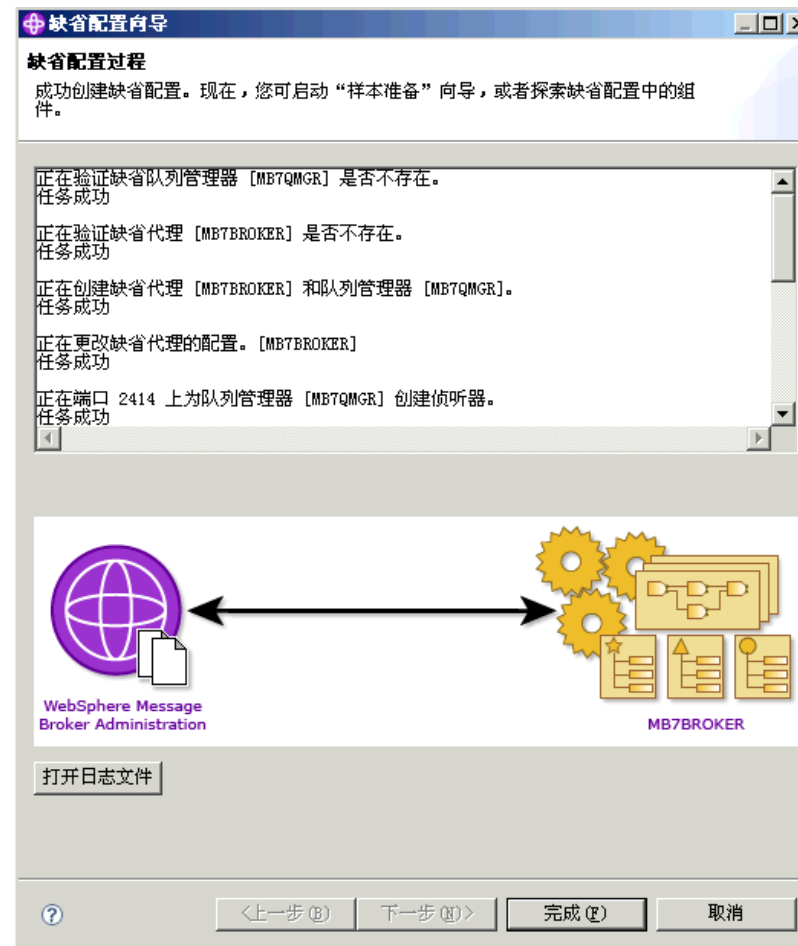 缺省配置向导
缺省配置过程
成功创建缺省配置。现在，您可启动“样本准备”向导，或者探索缺省配置中的组
件。
正在验证缺省队列管理器 [MB7QMGR] 是否不存在。
任务成功
正在验证缺省代理 [MB7BROKER] 是否不存在。
任务成功
正在创建缺省代理 [MB7BROKER] 和队列管理器 [MB7QMGR]。
任务成功
正在更改缺省代理的配置。[MB7BROKER]
任务成功
正在端口 2414 上为队列管理器 [MB7QMGR] 创建侦听器。
任务成功
WebSphere Message
Broker Administration
MB7BROKER
打开日志文件
?
<上一步(B)
下一步(N)>
完成(F)
取消